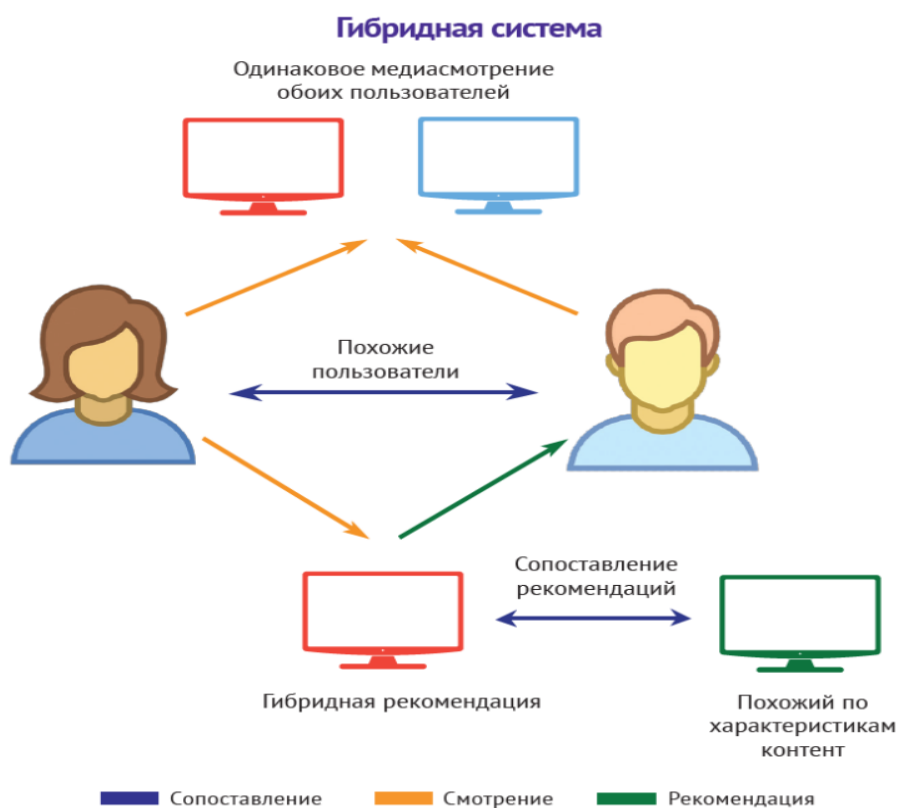 Гибридная система
Одинаковое медиасмотрение
обоих пользователей
Похожие
пользователи
Сопоставление
рекомендаций
Гибридная рекомендация
Похожий по
характеристикам
контент
Сопоставление
Смотрение
Рекомендация